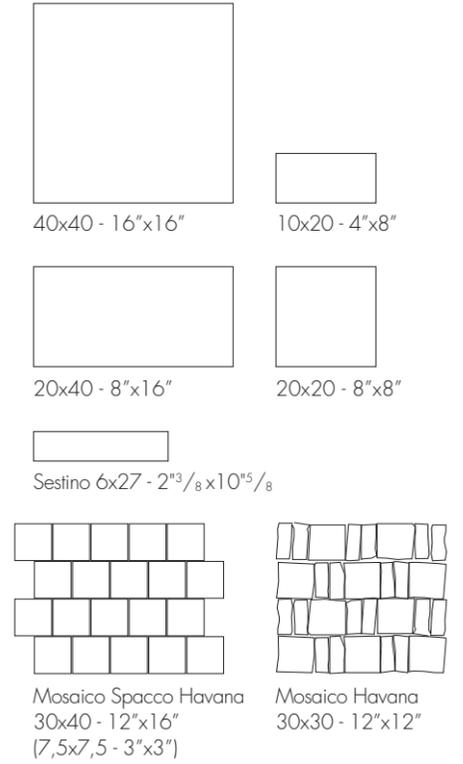 40x40 - 16”x16”
10x20 - 4”x8”
20x40 - 8”x16”
20x20 - 8”x8”
Sestino 6x27 - 2"3/8 x10"5/8
Mosaico Spacco Havana
30x40 - 12”x16”
(7,5x7,5 - 3”x3”)
Mosaico Havana
30x30 - 12”x12”